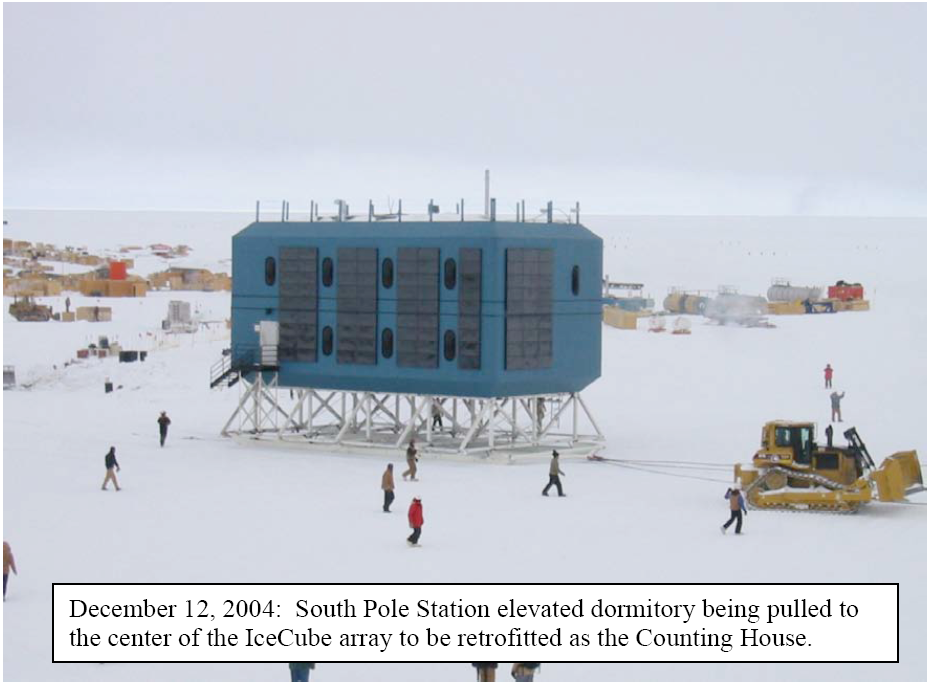 December 12, 2004:  South Pole Station elevated dormitory being pulled to
the center of the IceCube array to be retrofitted as the Counting House.